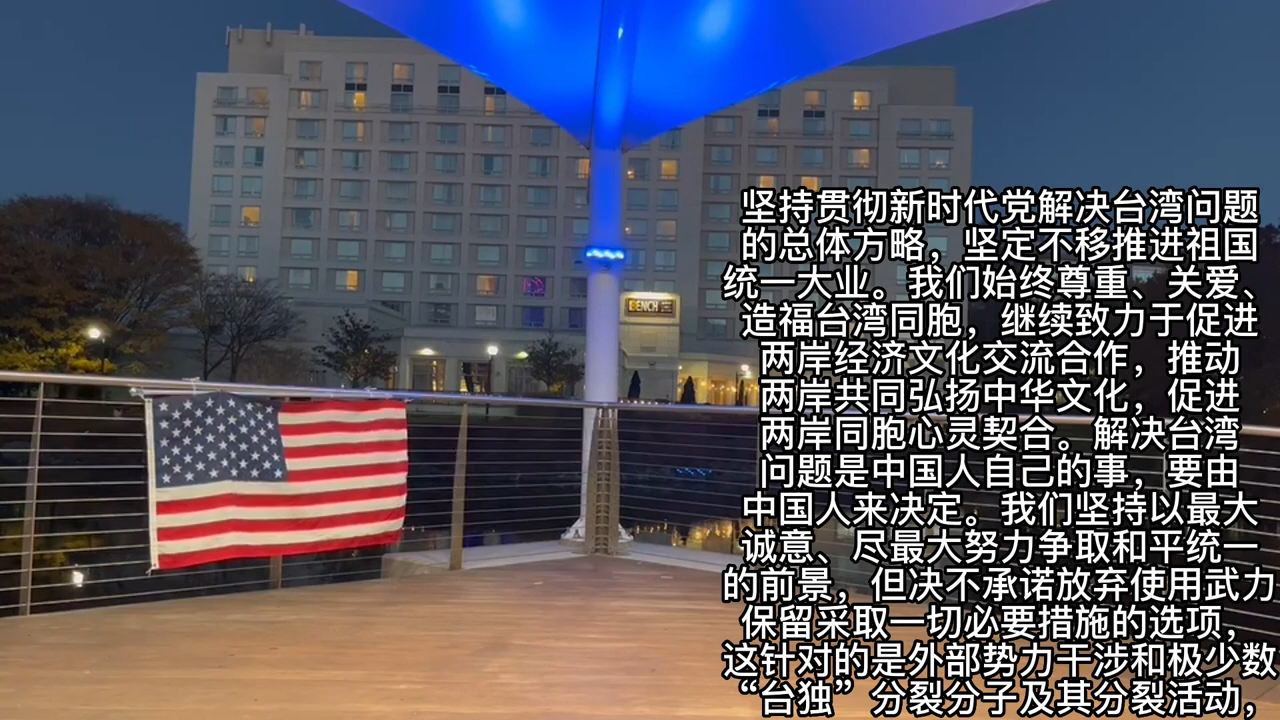 BENCH
坚持贯彻新时代党解决台湾问题
的总体方略，坚定不移推进祖国
统一大业。我们始终尊重、关爱、
造福台湾同胞，继续致力于促进
两岸经济文化交流合作，推动
两岸共同弘扬中华文化，促进
两岸同胞心灵契合。解决台湾
问题是中国人自己的事，要由
中国人来决定。我们坚持以最大
诚意、尽最大努力争取和平统一
的前景，但决不承诺放弃使用武力
保留采取一切必要措施的选项，
这针对的是外部势力干涉和极少数
“台独”分裂分子及其分裂活动，